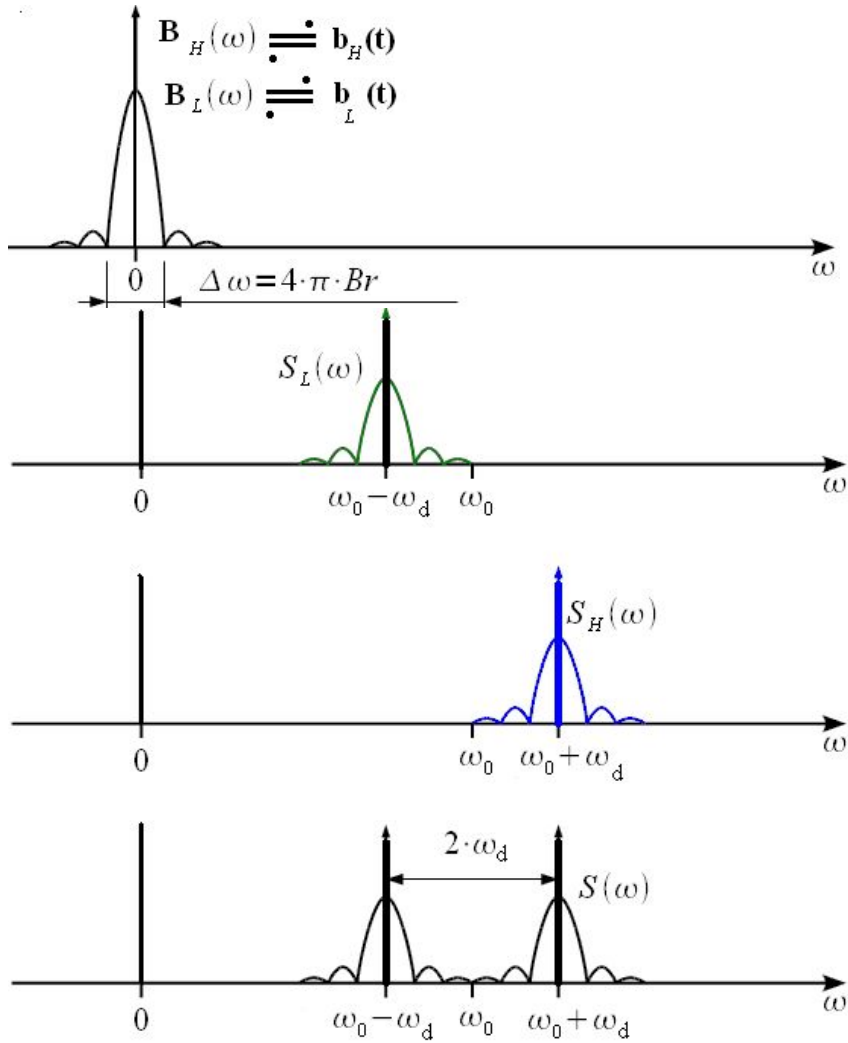 B_H(ω) b_H(t)
B_L(ω) b_L(t)
ω
0 Δω=4·π·Br
S_L(ω)
0 ω₀−ω_d ω₀ ω
S_H(ω)
0 ω₀ ω₀+ω_d ω
2·ω_d
S(ω)
0 ω₀−ω_d ω₀ ω₀+ω_d ω